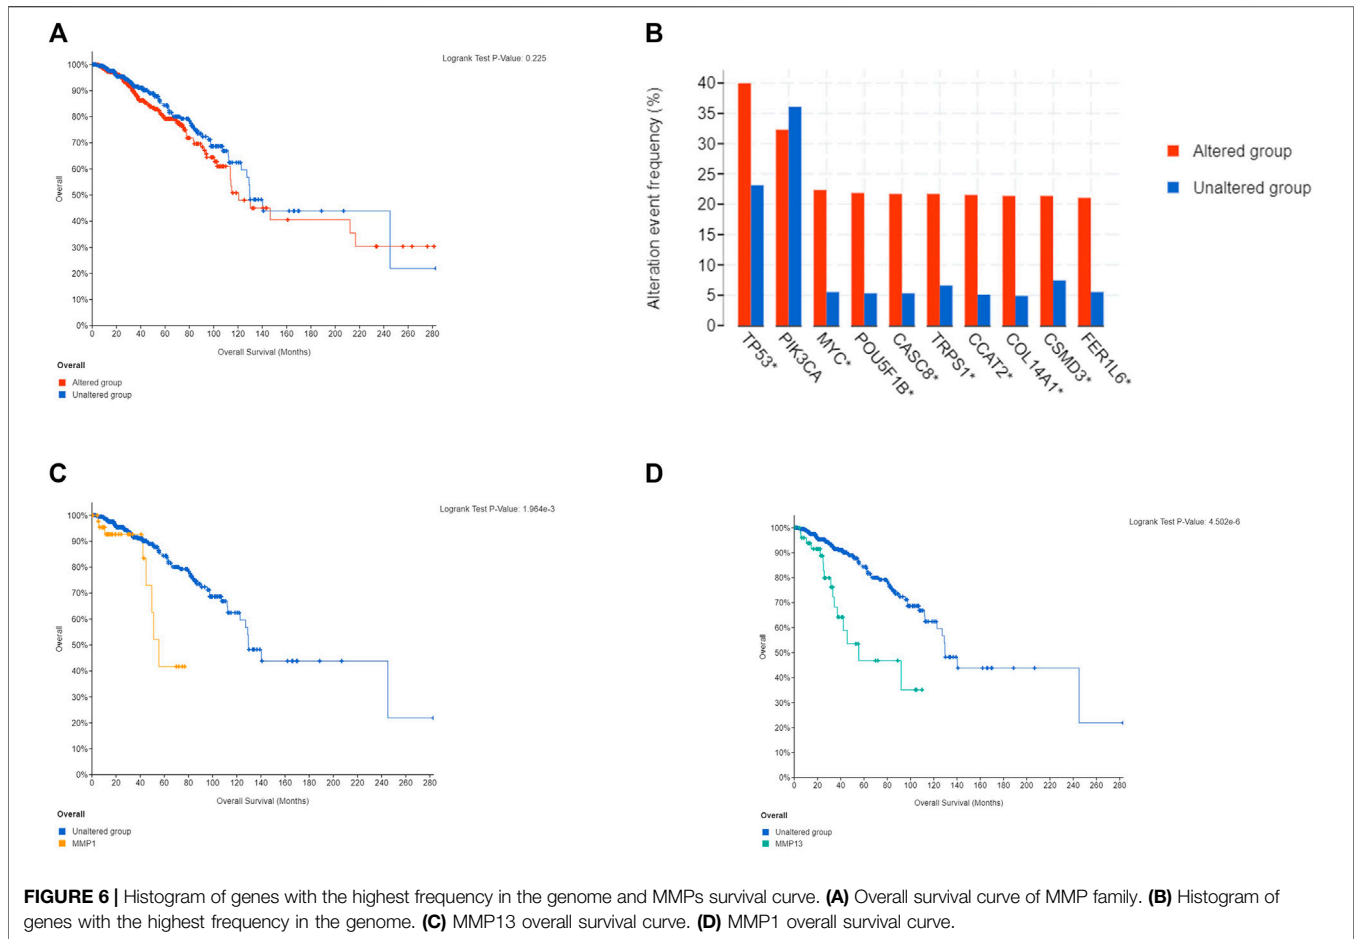 A
Logrank Test P-Value: 0.225
100%
90%
80%
70%
60%
50%
40%
30%
20%
10%
0%
Overall
0 20 40 60 80 100 120 140 160 180 200 220 240 260 280
Overall Survival (Months)
Overall
Altered group
Unaltered group
B
Alteration event frequency (%)
40
35
30
25
20
15
10
5
0
TP53* PIK3CA MYC* POU5F1B* CASC8* TRPS1* CCAT2* COL14A1* CSMD3* FER1L6*
Altered group
Unaltered group
C
Logrank Test P-Value: 1.964e-3
100%
90%
80%
70%
60%
50%
40%
30%
20%
10%
0%
Overall
0 20 40 60 80 100 120 140 160 180 200 220 240 260 280
Overall Survival (Months)
Overall
Unaltered group
MMP1
D
Logrank Test P-Value: 4.502e-6
100%
90%
80%
70%
60%
50%
40%
30%
20%
10%
0%
Overall
0 20 40 60 80 100 120 140 160 180 200 220 240 260 280
Overall Survival (Months)
Overall
Unaltered group
MMP13
FIGURE 6 | Histogram of genes with the highest frequency in the genome and MMPs survival curve. (A) Overall survival curve of MMP family. (B) Histogram of
genes with the highest frequency in the genome. (C) MMP13 overall survival curve. (D) MMP1 overall survival curve.